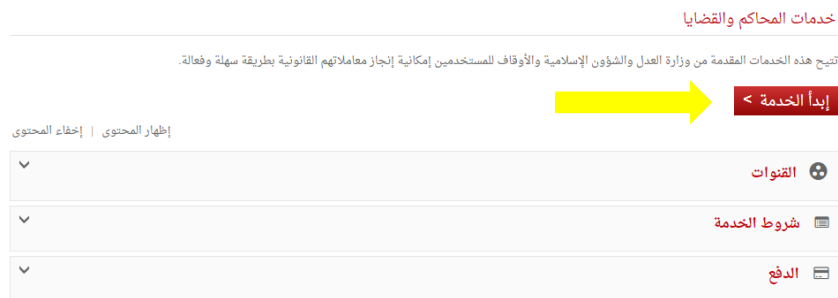 خدمات المحاكم والقضايا
تتيح هذه الخدمات المقدمة من وزارة العدل والشؤون الإسلامية والأوقاف للمستخدمين إمكانية إنجاز معاملاتهم القانونية بطريقة سهلة وفعالة.
إبدأ الخدمة >
إظهار المحتوى | إخفاء المحتوى
القنوات
شروط الخدمة
الدفع